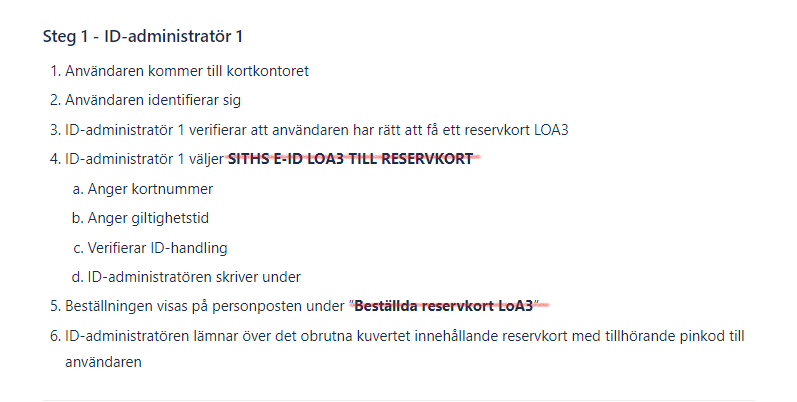 Steg 1 - ID-administratör 1
1. Användaren kommer till kortkontoret
2. Användaren identifierar sig
3. ID-administratör 1 verifierar att användaren har rätt att få ett reservkort LOA3
4. ID-administratör 1 väljer SITHS E-ID LOA3 TILL RESERVKORT
a. Anger kortnummer
b. Anger giltighetstid
c. Verifierar ID-handling
d. ID-administratören skriver under
5. Beställningen visas på personposten under "Beställda reservkort LoA3"
6. ID-administratören lämnar över det obrutna kuvertet innehållande reservkort med tillhörande pinkod till
användaren